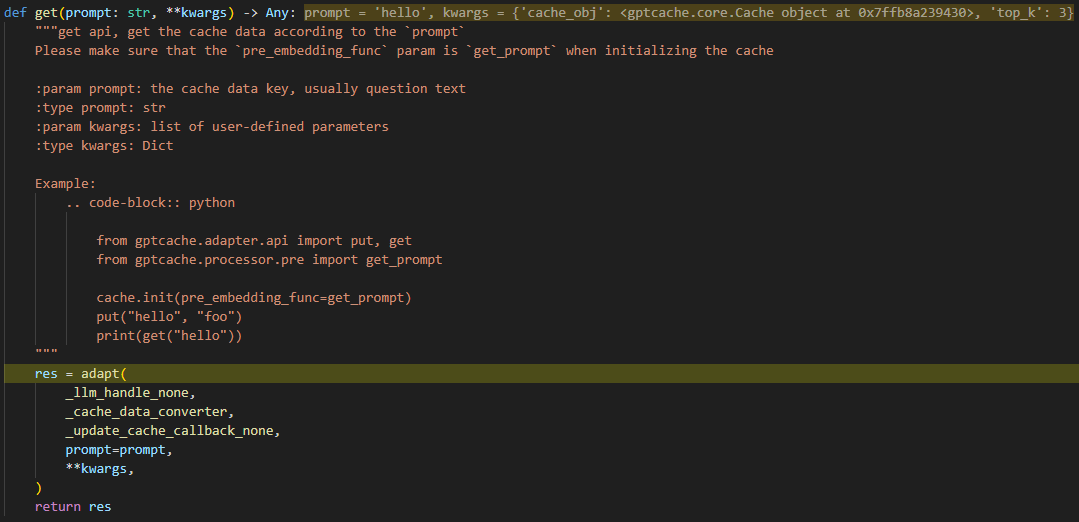 def get(prompt: str, **kwargs) -> Any: prompt = 'hello', kwargs = {'cache_obj': <gptcache.core.Cache object at 0x7ffb8a239430>, 'top_k': 3}
"""get api, get the cache data according to the `prompt`
Please make sure that the `pre_embedding_func` param is `get_prompt` when initializing the cache
:param prompt: the cache data key, usually question text
:type prompt: str
:param kwargs: list of user-defined parameters
:type kwargs: Dict
Example:
.. code-block:: python
from gptcache.adapter.api import put, get
from gptcache.processor.pre import get_prompt
cache.init(pre_embedding_func=get_prompt)
put("hello", "foo")
print(get("hello"))
"""
res = adapt(
_llm_handle_none,
_cache_data_converter,
_update_cache_callback_none,
prompt=prompt,
**kwargs,
)
return res